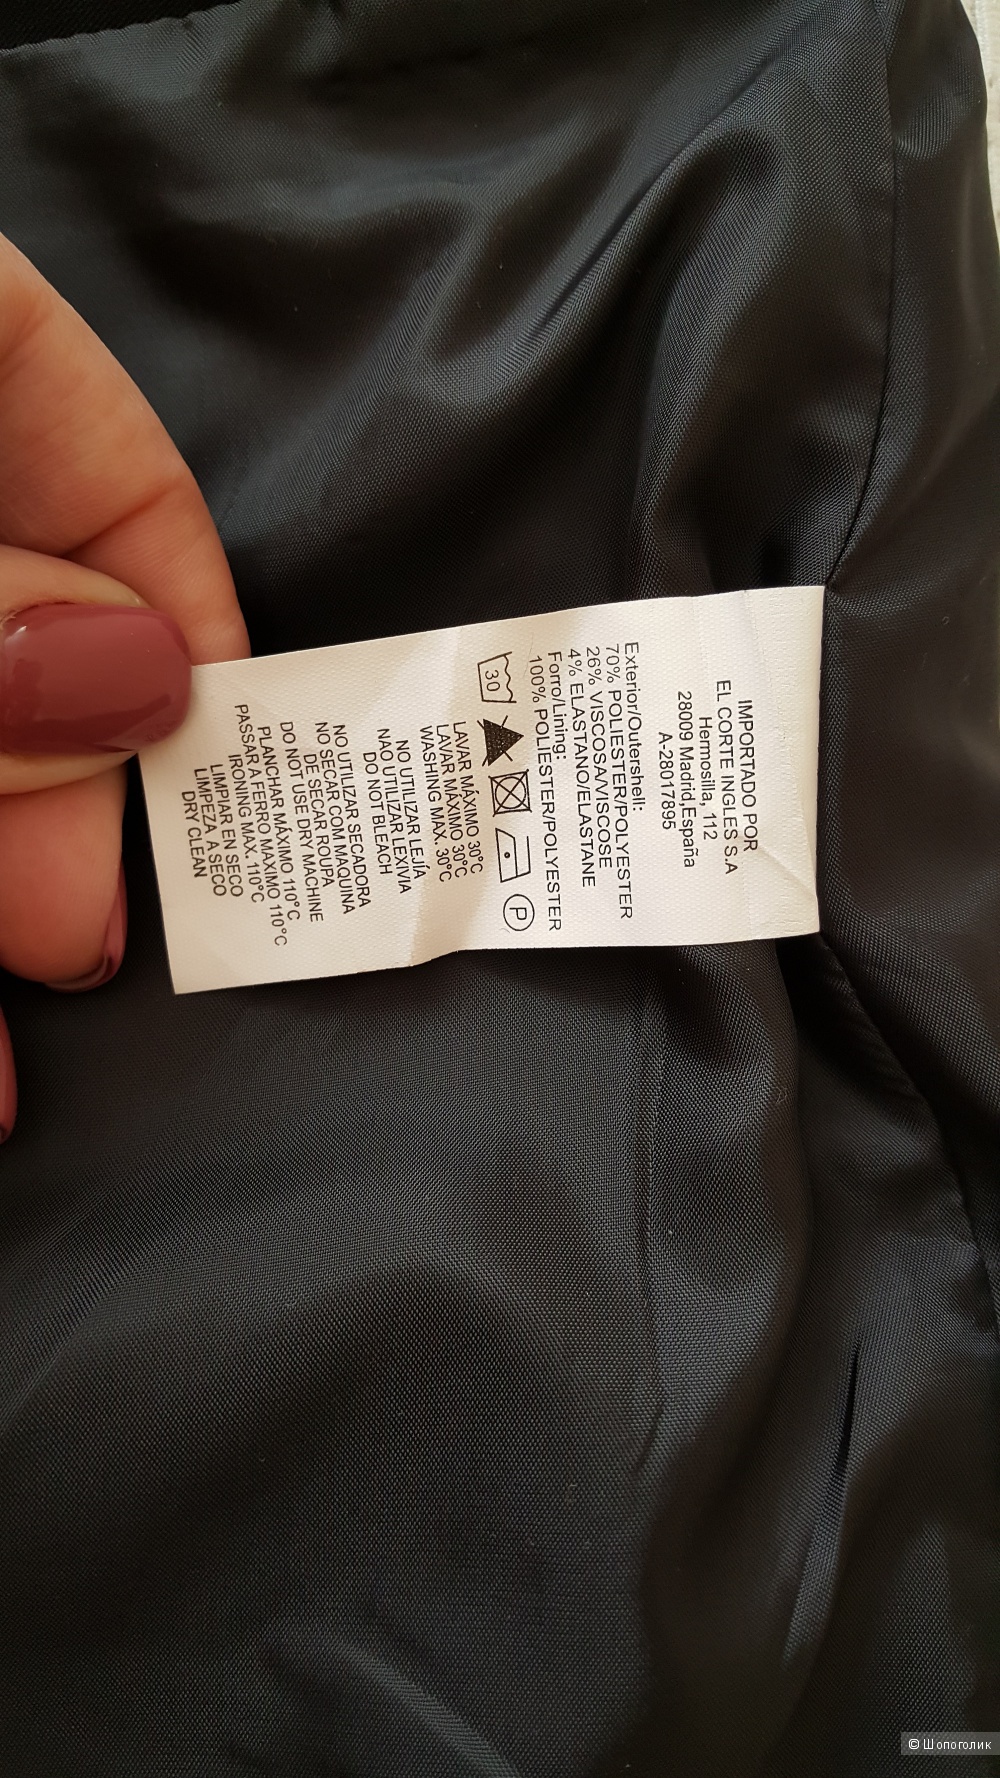 IMPORTADO POR
EL CORTE INGLES S.A
Hermosilla, 112
28009 Madrid,España
A-28017895
Exterior/Outershell:
70% POLIESTER/POLYESTER
26% VISCOSA/VISCOSE
4% ELASTANO/ELASTANE
Forro/Lining:
100% POLIESTER/POLYESTER
30
P
LAVAR MÁXIMO 30°C
LAVAR MÁXIMO 30°C
WASHING MAX. 30°C
NO UTILIZAR LEJÍA
NAO UTILIZAR LEXIVIA
DO NOT BLEACH
NO UTILIZAR SECADORA
NO SECAR COM MAQUINA
DE SECAR ROUPA
DO NOT USE DRY MACHINE
PLANCHAR MÁXIMO 110°C
PASSAR A FERRO MAXIMO 110°C
IRONING MAX. 110°C
LIMPIAR EN SECO
LIMPEZA A SECO
DRY CLEAN
© Шопоголик